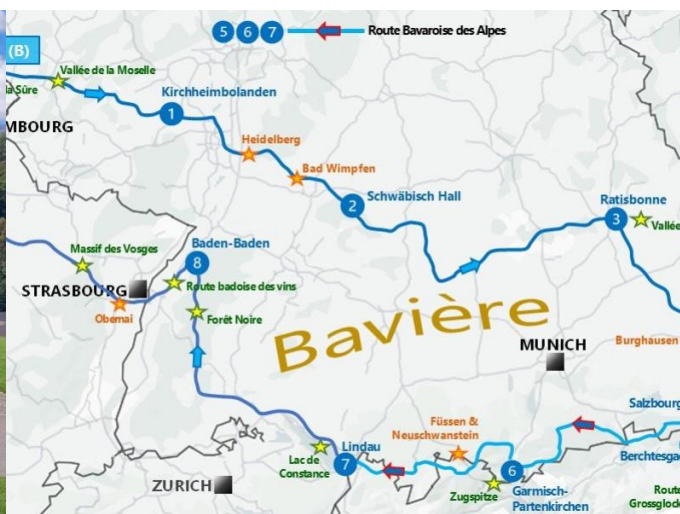 5 6 7 Route Bavaroise des Alpes
(B)
Vallée de la Moselle
la Sûre
Kirchheimbolanden
1
MBOURG
Heidelberg
Bad Wimpfen
2
Schwäbisch Hall
Ratisbonne
3
Vallée
Massif des Vosges
Baden-Baden
8
STRASBOURG
Route badoise des vins
Obernai
Forêt Noire
Bavière
MUNICH
Burghausen
Salzbourg
Füssen &
Neuschwanstein
Lindau
7
Lac de
Constance
6
Berchtesga
Zugspitze
Garmisch-
Partenkirchen
ZURICH
Route
Grossglock